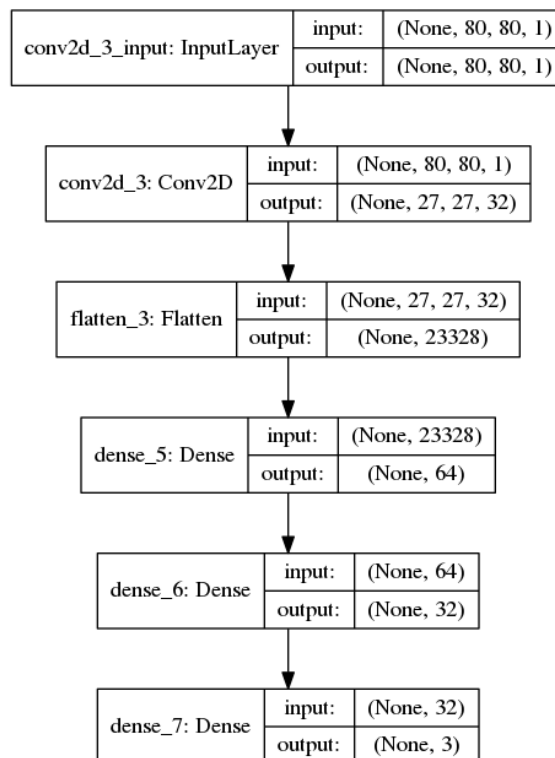 conv2d_3_input: InputLayer
input: (None, 80, 80, 1)
output: (None, 80, 80, 1)
conv2d_3: Conv2D
input: (None, 80, 80, 1)
output: (None, 27, 27, 32)
flatten_3: Flatten
input: (None, 27, 27, 32)
output: (None, 23328)
dense_5: Dense
input: (None, 23328)
output: (None, 64)
dense_6: Dense
input: (None, 64)
output: (None, 32)
dense_7: Dense
input: (None, 32)
output: (None, 3)